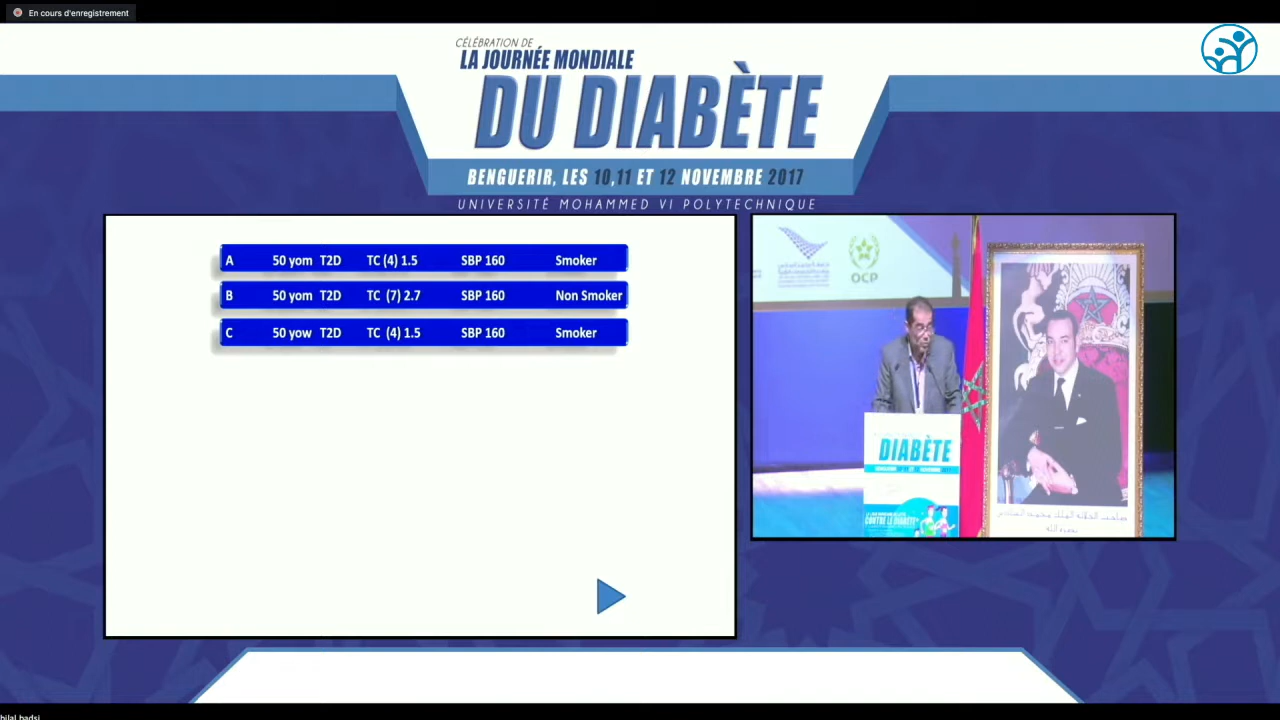 En cours d'enregistrement
CÉLÉBRATION DE
LA JOURNÉE MONDIALE
DU DIABÈTE
BENGUERIR, LES 10,11 ET 12 NOVEMBRE 2017
UNIVERSITÉ MOHAMMED VI POLYTECHNIQUE
A 50 yom T2D TC (4) 1.5 SBP 160 Smoker
B 50 yom T2D TC (7) 2.7 SBP 160 Non Smoker
C 50 yow T2D TC (4) 1.5 SBP 160 Smoker
OCP
DIABÈTE
CONTRE LE DIABÈTE
bilal badsi